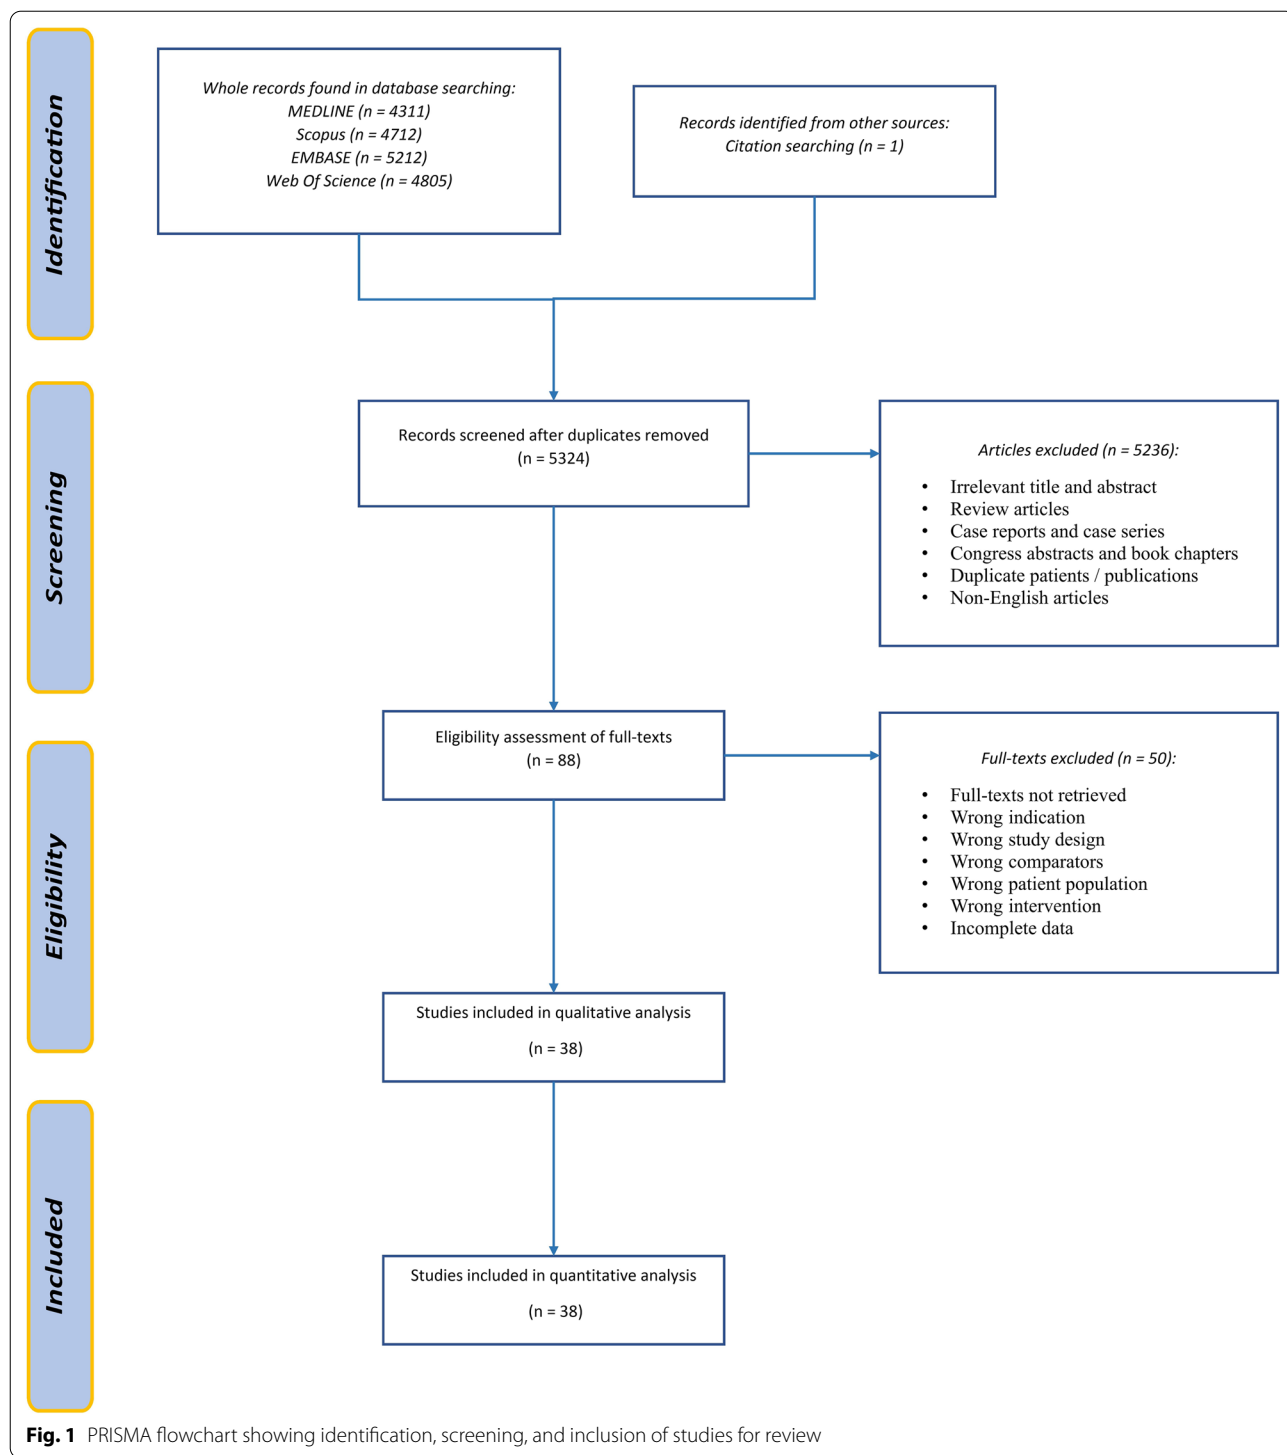 Identification
Whole records found in database searching:
MEDLINE (n = 4311)
Scopus (n = 4712)
EMBASE (n = 5212)
Web Of Science (n = 4805)
Records identified from other sources:
Citation searching (n = 1)
Screening
Records screened after duplicates removed
(n = 5324)
Articles excluded (n = 5236):
• Irrelevant title and abstract
• Review articles
• Case reports and case series
• Congress abstracts and book chapters
• Duplicate patients / publications
• Non-English articles
Eligibility
Eligibility assessment of full-texts
(n = 88)
Full-texts excluded (n = 50):
• Full-texts not retrieved
• Wrong indication
• Wrong study design
• Wrong comparators
• Wrong patient population
• Wrong intervention
• Incomplete data
Studies included in qualitative analysis
(n = 38)
Included
Studies included in quantitative analysis
(n = 38)
Fig. 1 PRISMA flowchart showing identification, screening, and inclusion of studies for review